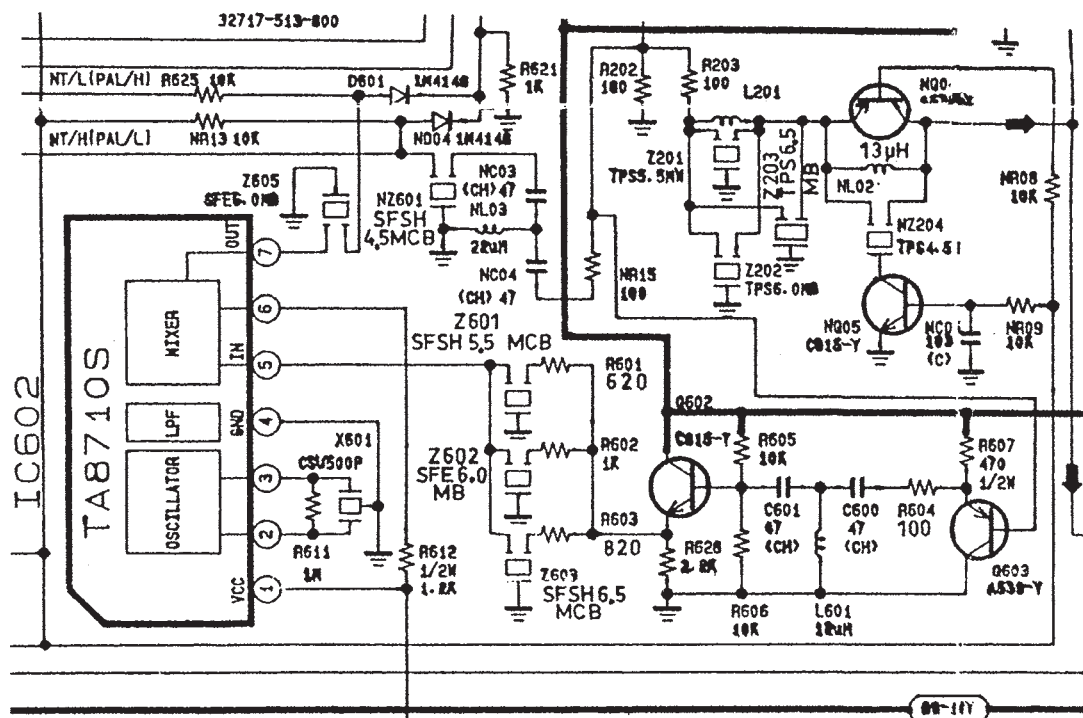 32717-513-800
NT/L(PAL/H)
R625 10K
D601
1N4148
R621
1K
R202
180
R203
100
L201
NT/H(PAL/L)
NR13 10K
ND04 1N4148
Z201
TPS5.5MW
Z203
TPS6.5
MB
13μH
NL02
NR08
10K
Z605
SFE6.0MB
NZ601
SFSH
4.5MCB
NC03
(CH) 47
NL03
22uH
NC04
(CH) 47
NR15
100
Z202
TPS6.0MB
NZ204
NQ05
C815-Y
(C)
NR09
10K
IC602
TA8710S
OUT
7
MIXER
6
IN
5
LPF
GND
4
OSCILLATOR
3
2
VCC
1
X601
CSU500P
R611
1M
R612
1/2W
1.2K
Z601
SFSH 5.5 MCB
R601
620
Z602
SFE6.0
MB
R602
1K
R603
820
Z603
SFSH6.5
MCB
Q602
C815-Y
R605
10K
R607
470
1/2W
C601
47
(CH)
C600
47
(CH)
R604
100
R628
2.2K
R606
10K
L601
12uH
Q603